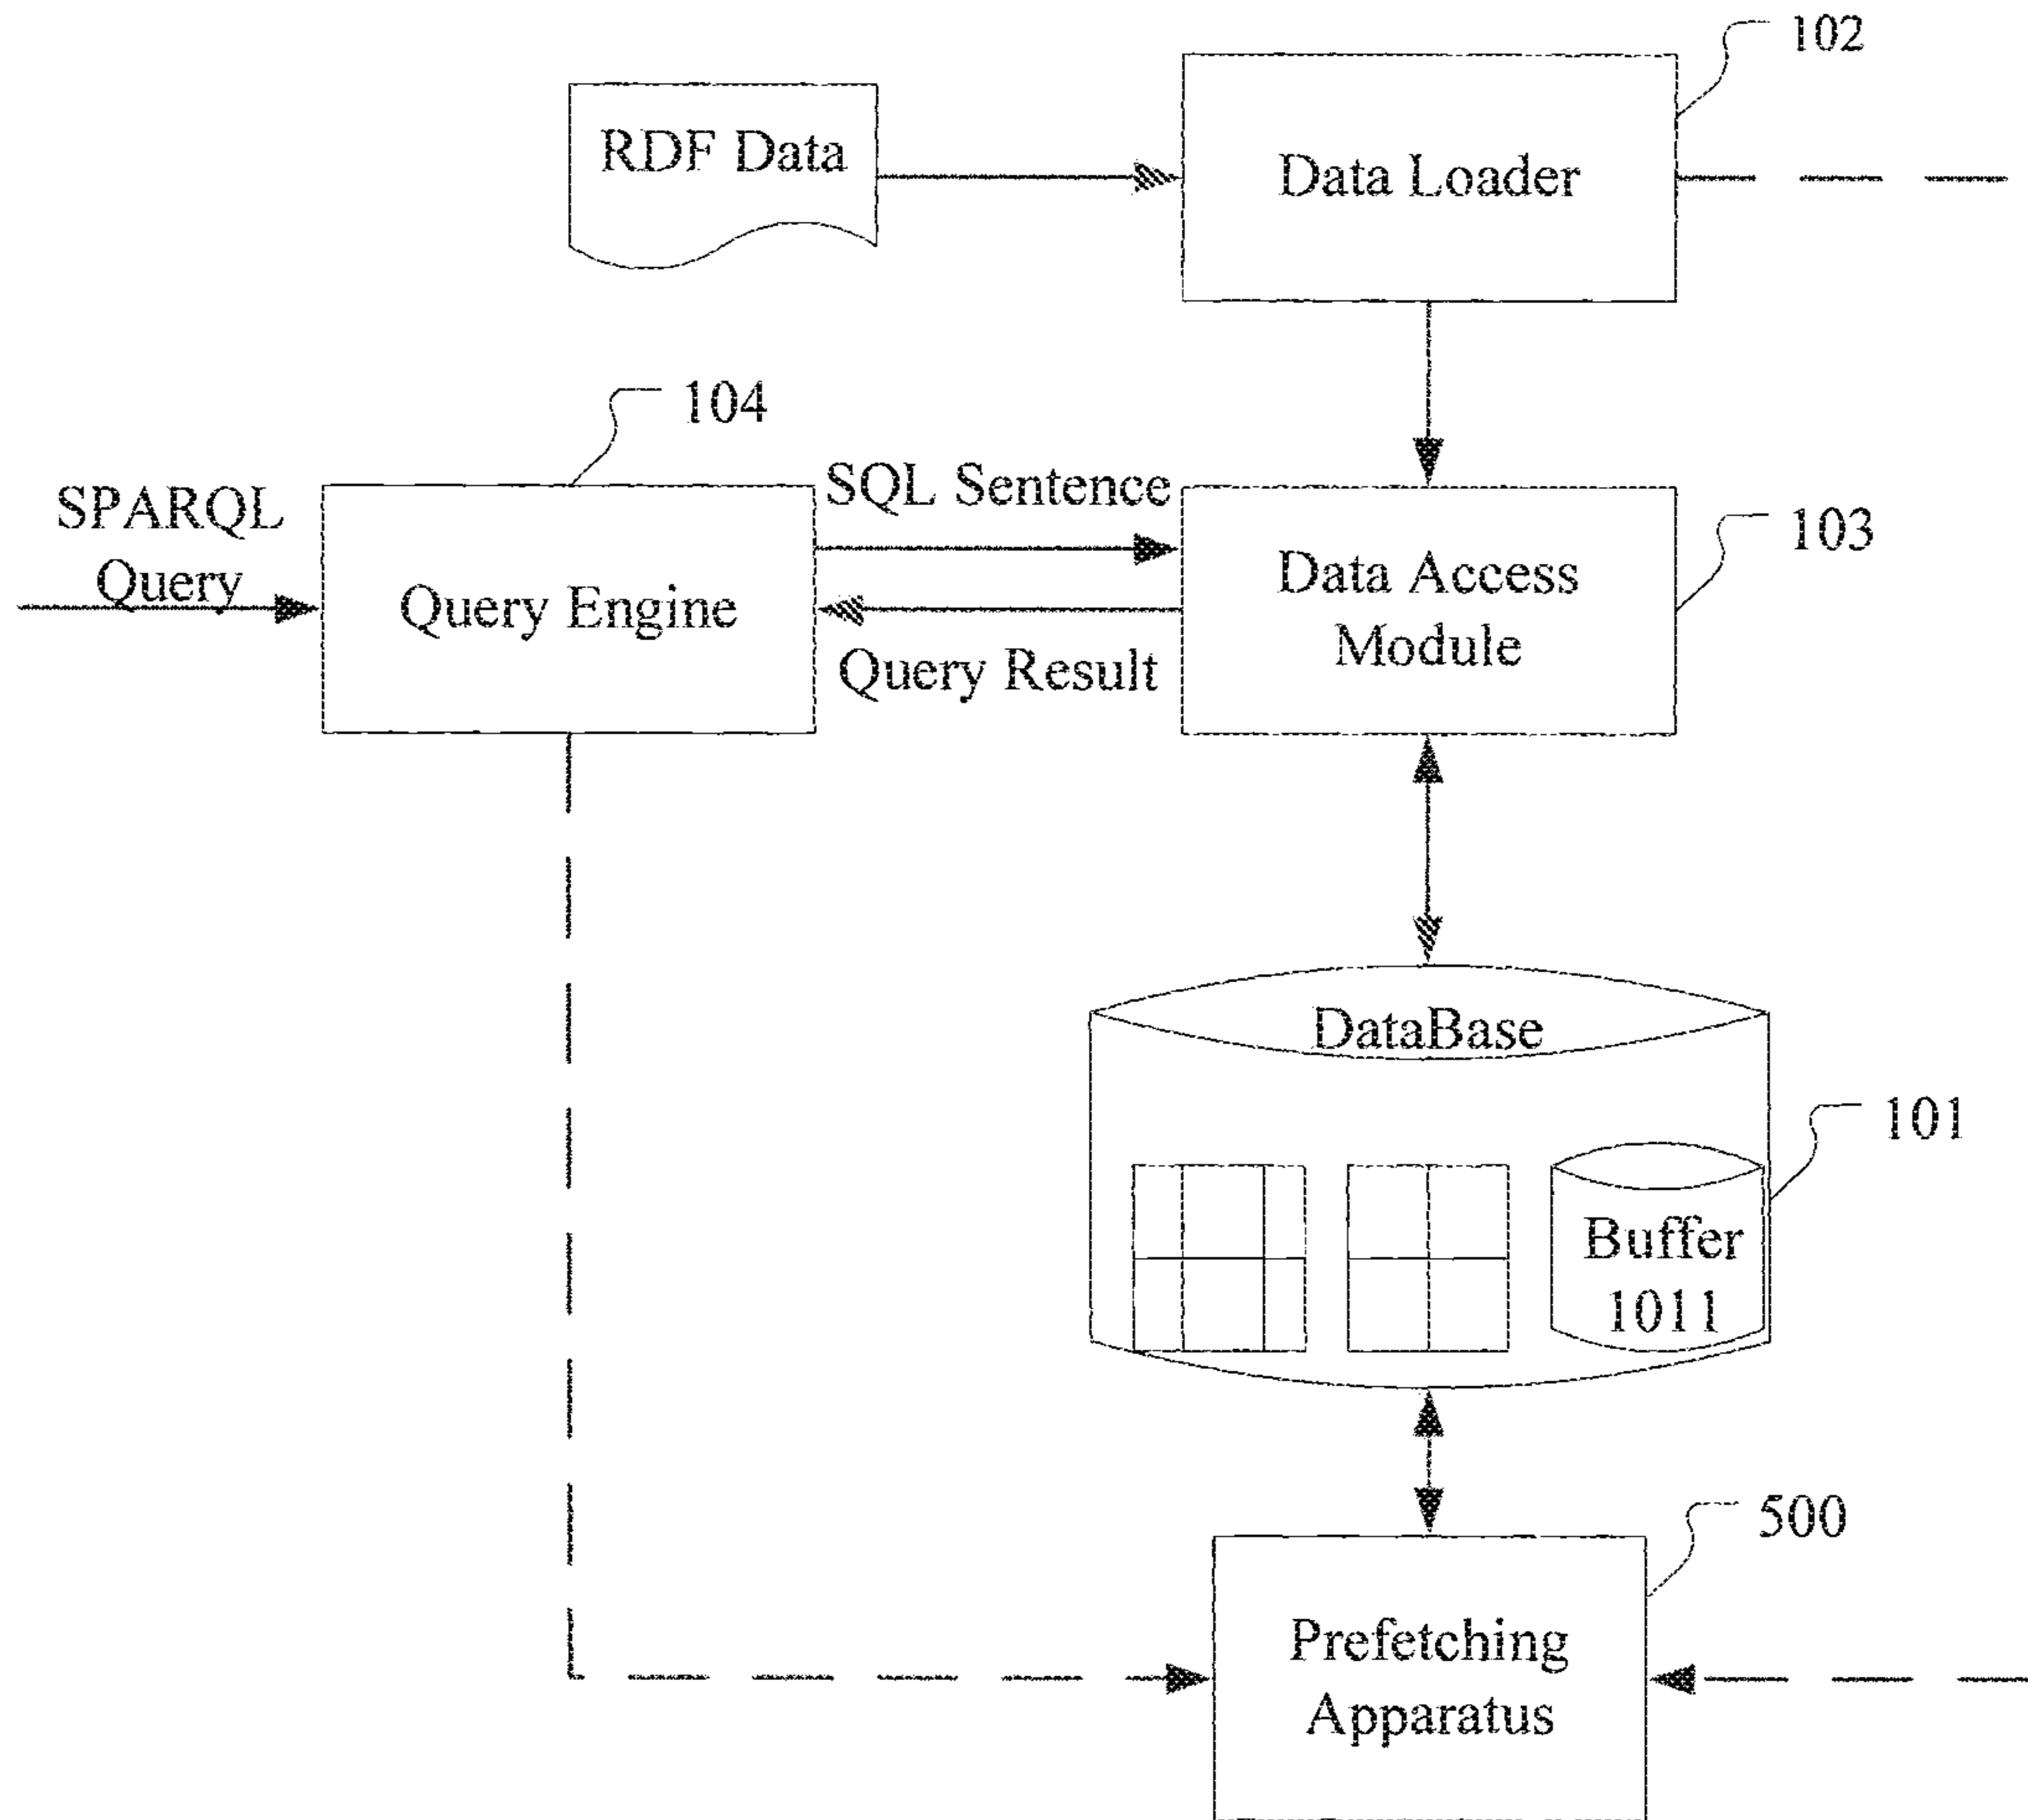 102
RDF Data
Data Loader
104
SPARQL
Query
Query Engine
SQL Sentence
Query Result
103
Data Access
Module
DataBase
101
Buffer
1011
500
Prefetching
Apparatus